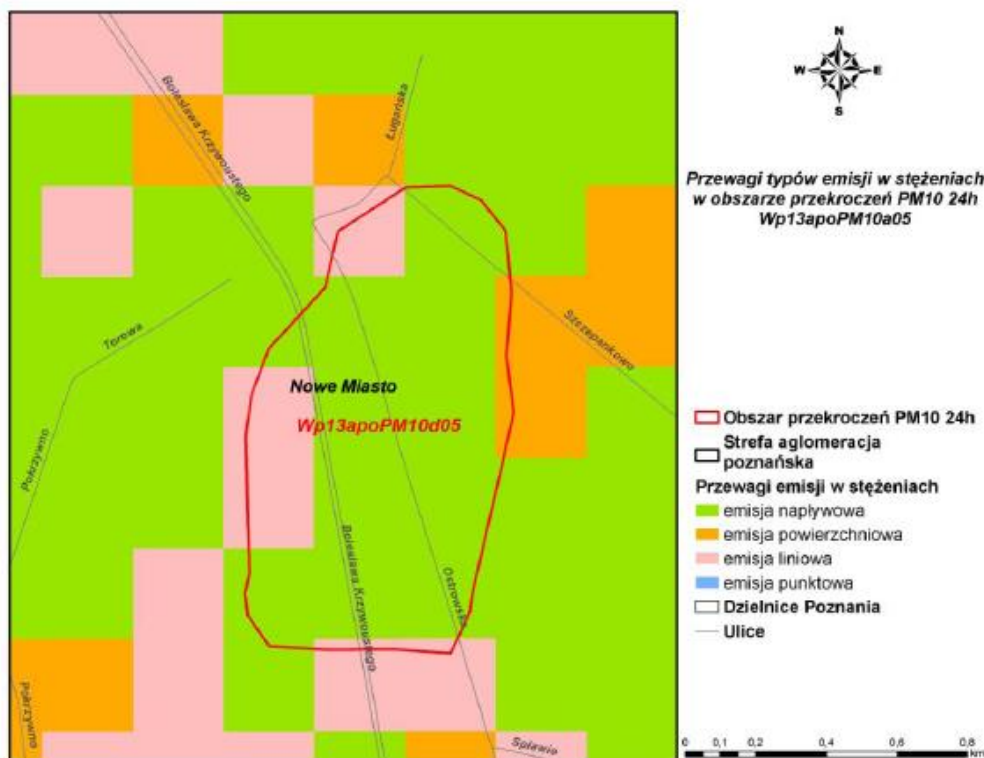 N
W E
S
Przewagi typów emisji w stężeniach
w obszarze przekroczeń PM10 24h
Wp13apoPM10a05
Bolesława Krzywoustego
Ługańska
Torowa
Szczepankowo
Nowe Miasto
Wp13apoPM10d05
Pokrzywno
Bolesława Krzywoustego
Ostrowska
Pokrzywno
Spławie
Obszar przekroczeń PM10 24h
Strefa aglomeracja
poznańska
Przewagi emisji w stężeniach
emisja napływowa
emisja powierzchniowa
emisja liniowa
emisja punktowa
Dzielnice Poznania
Ulice
0 0,1 0,2 0,4 0,6 0,8
km